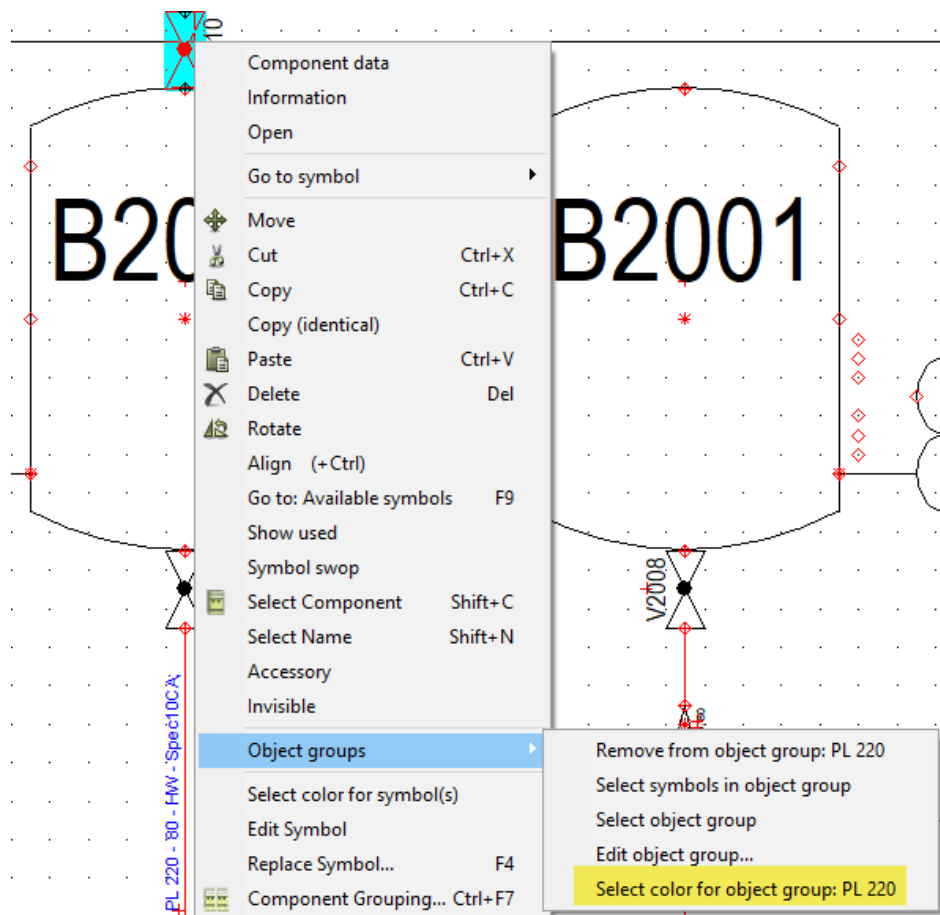 10
Component data
Information
Open
Go to symbol
Move
Cut Ctrl+X
Copy Ctrl+C
Copy (identical)
Paste Ctrl+V
Delete Del
Rotate
Align (+Ctrl)
Go to: Available symbols F9
Show used
Symbol swop
Select Component Shift+C
Select Name Shift+N
Accessory
Invisible
Object groups
Select color for symbol(s)
Edit Symbol
Replace Symbol... F4
Component Grouping... Ctrl+F7
Remove from object group: PL 220
Select symbols in object group
Select object group
Edit object group...
Select color for object group: PL 220
B20
B2001
V2008
PL 220 - '80 - HW - Spec10CA;